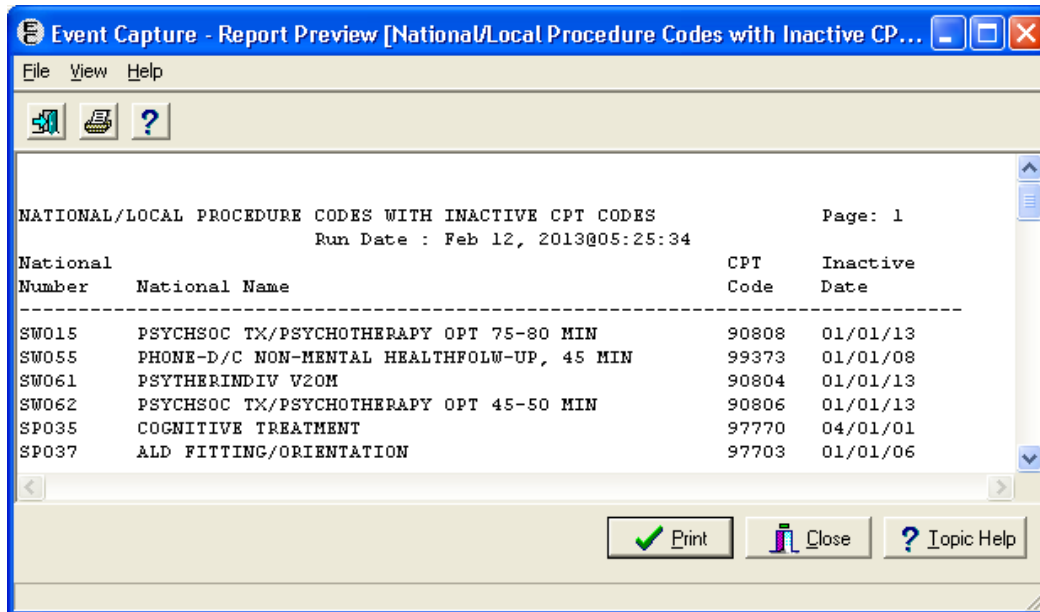 Event Capture - Report Preview [National/Local Procedure Codes with Inactive CP...
File View Help
NATIONAL/LOCAL PROCEDURE CODES WITH INACTIVE CPT CODES Page: 1
Run Date : Feb 12, 2013@05:25:34
National CPT Inactive
Number National Name Code Date
SW015 PSYCHSOC TX/PSYCHOTHERAPY OPT 75-80 MIN 90808 01/01/13
SW055 PHONE-D/C NON-MENTAL HEALTHFOLW-UP, 45 MIN 99373 01/01/08
SW061 PSYTHERINDIV V20M 90804 01/01/13
SW062 PSYCHSOC TX/PSYCHOTHERAPY OPT 45-50 MIN 90806 01/01/13
SP035 COGNITIVE TREATMENT 97770 04/01/01
SP037 ALD FITTING/ORIENTATION 97703 01/01/06
Print Close Topic Help